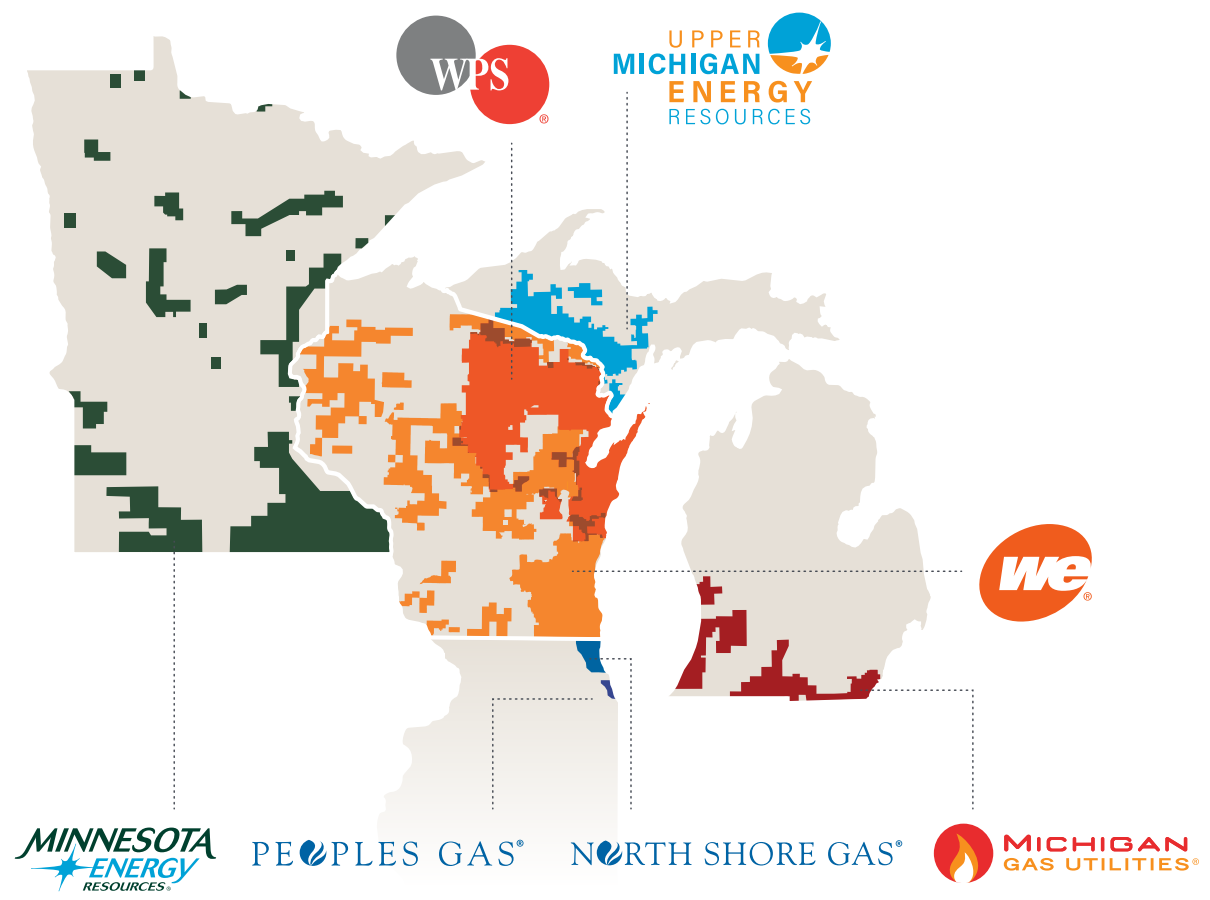 WPS®
UPPER
MICHIGAN
ENERGY
RESOURCES
we®
MINNESOTA
ENERGY
RESOURCES®
PEOPLES GAS®
NORTH SHORE GAS®
MICHIGAN
GAS UTILITIES®